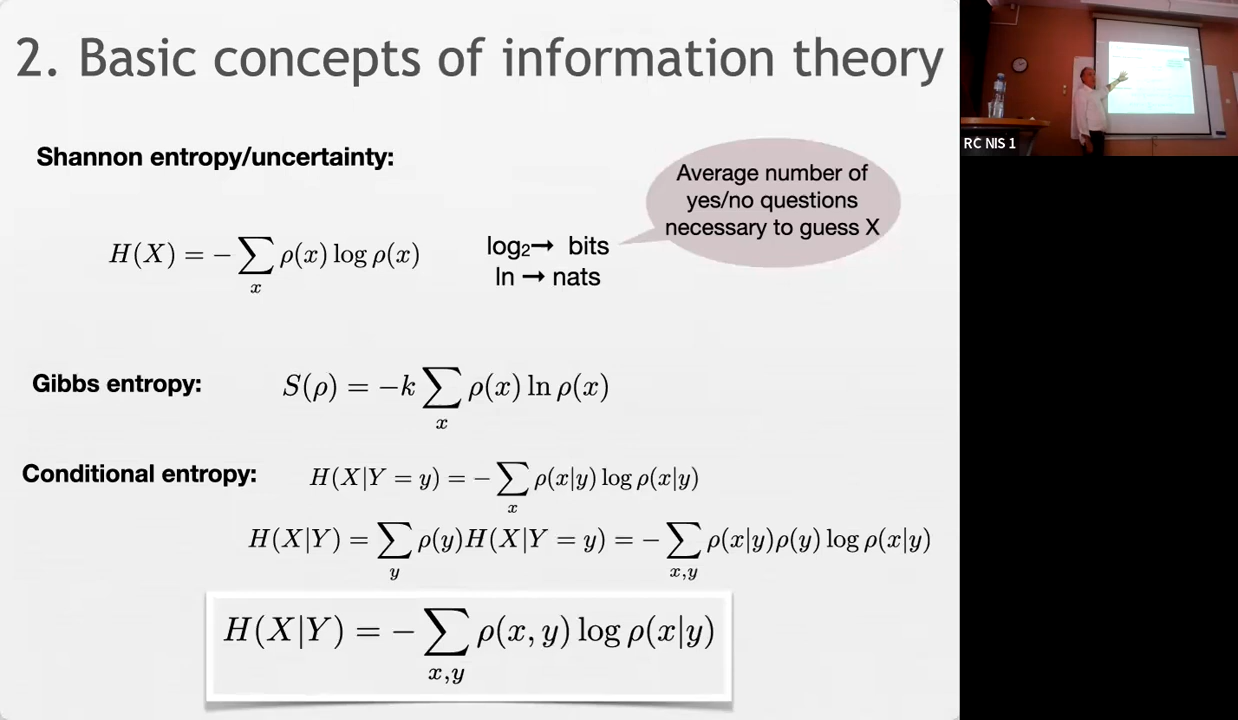 2. Basic concepts of information theory
Shannon entropy/uncertainty:
Average number of
yes/no questions
necessary to guess X
H(X) = − ∑ₓ ρ(x) log ρ(x)
log₂→ bits
ln → nats
Gibbs entropy: S(ρ) = −k ∑ₓ ρ(x) ln ρ(x)
Conditional entropy: H(X|Y = y) = − ∑ₓ ρ(x|y) log ρ(x|y)
H(X|Y) = ∑_y ρ(y)H(X|Y = y) = − ∑_{x,y} ρ(x|y)ρ(y) log ρ(x|y)
H(X|Y) = − ∑_{x,y} ρ(x, y) log ρ(x|y)
RC NIS 1